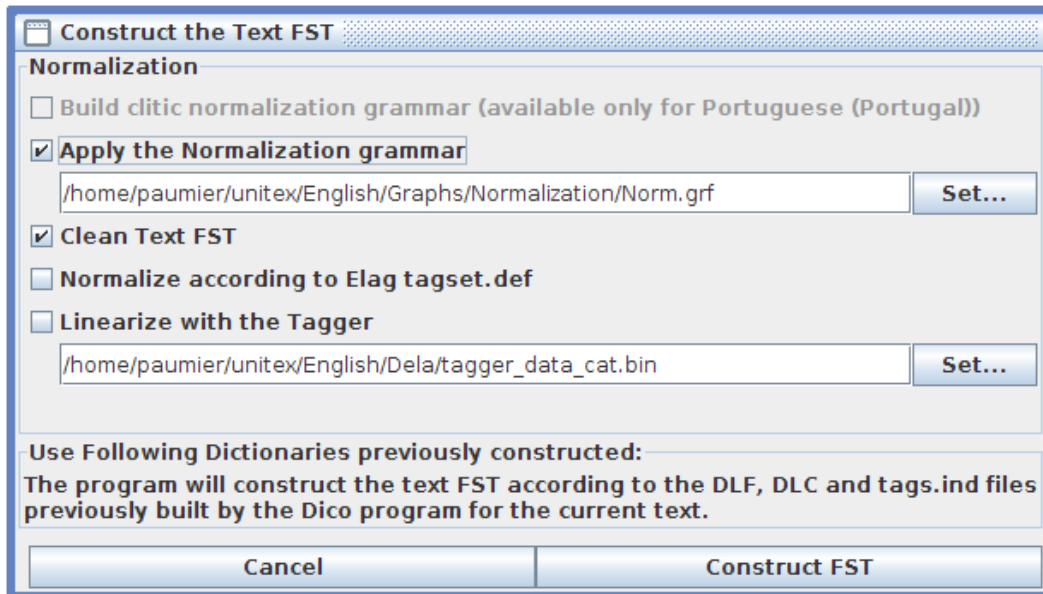 Construct the Text FST
Normalization
Build clitic normalization grammar (available only for Portuguese (Portugal))
Apply the Normalization grammar
/home/paumier/unitex/English/Graphs/Normalization/Norm.grf
Set...
Clean Text FST
Normalize according to Elag tagset.def
Linearize with the Tagger
/home/paumier/unitex/English/Dela/tagger_data_cat.bin
Set...
Use Following Dictionaries previously constructed:
The program will construct the text FST according to the DLF, DLC and tags.ind files
previously built by the Dico program for the current text.
Cancel
Construct FST